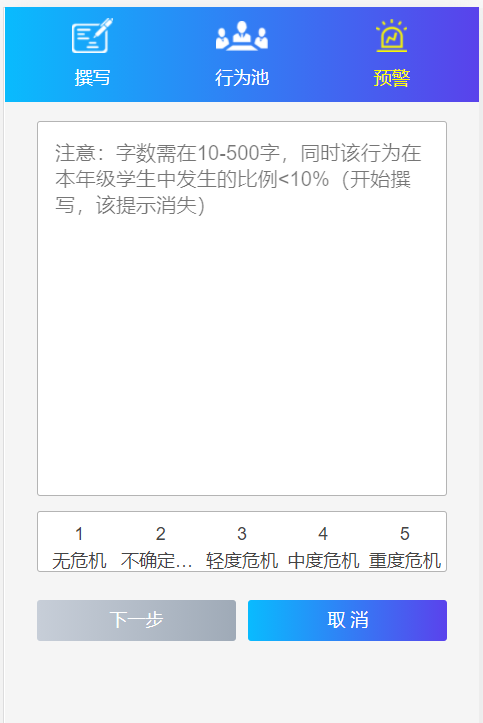 撰写 行为池 预警
注意：字数需在10-500字，同时该行为在
本年级学生中发生的比例<10%（开始撰
写，该提示消失）
1 2 3 4 5
无危机 不确定... 轻度危机 中度危机 重度危机
下一步 取 消